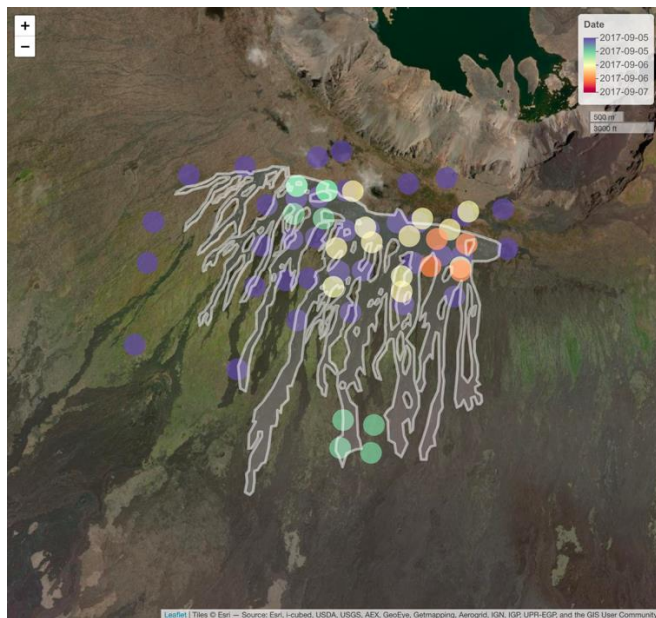 +
−
Date
2017-09-05
2017-09-05
2017-09-06
2017-09-06
2017-09-07
500 m
3000 ft
Leaflet | Tiles © Esri — Source: Esri, i-cubed, USDA, USGS, AEX, GeoEye, Getmapping, Aerogrid, IGN, IGP, UPR-EGP, and the GIS User Community